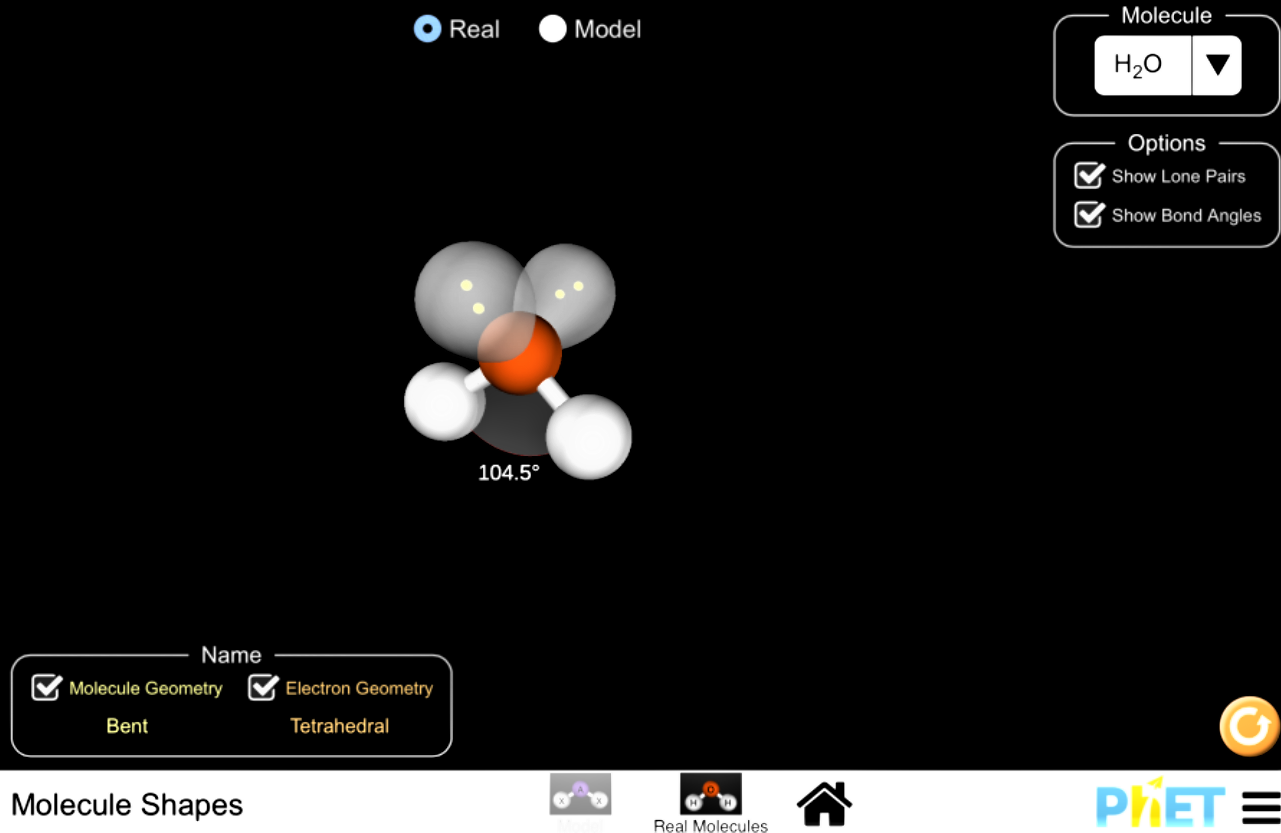 Real Model
Molecule
H₂O
Options
Show Lone Pairs
Show Bond Angles
104.5°
Name
Molecule Geometry Electron Geometry
Bent Tetrahedral
Molecule Shapes
X A X
Model
H O H
Real Molecules
PhET